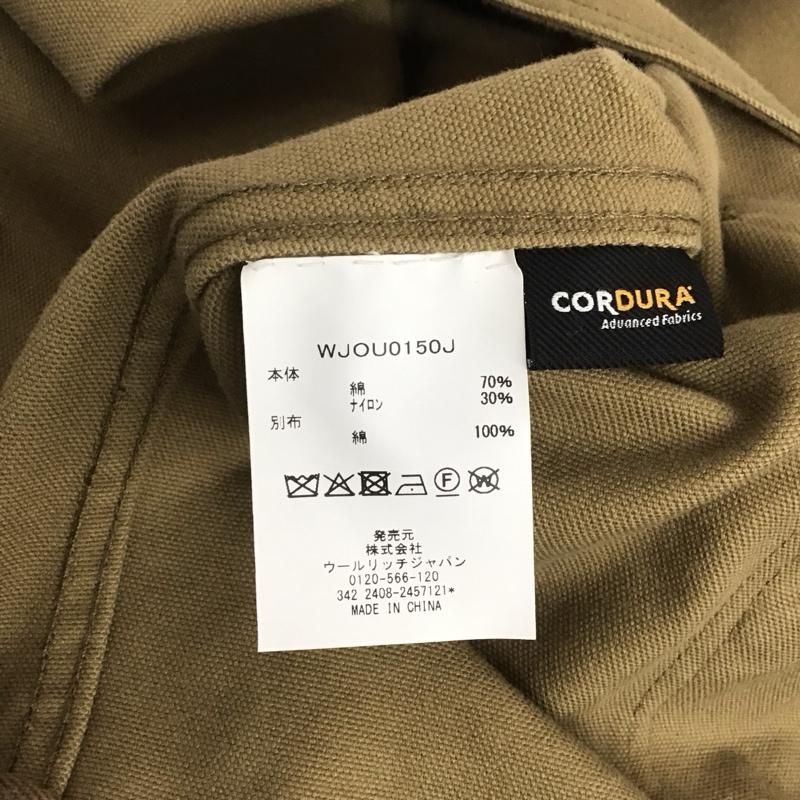 WJOU0150J
本体
綿 70%
ナイロン 30%
別布
綿 100%
F
W
発売元
株式会社
ウールリッチジャパン
0120-566-120
342 2408-2457121*
MADE IN CHINA
CORDURA
Advanced Fabrics